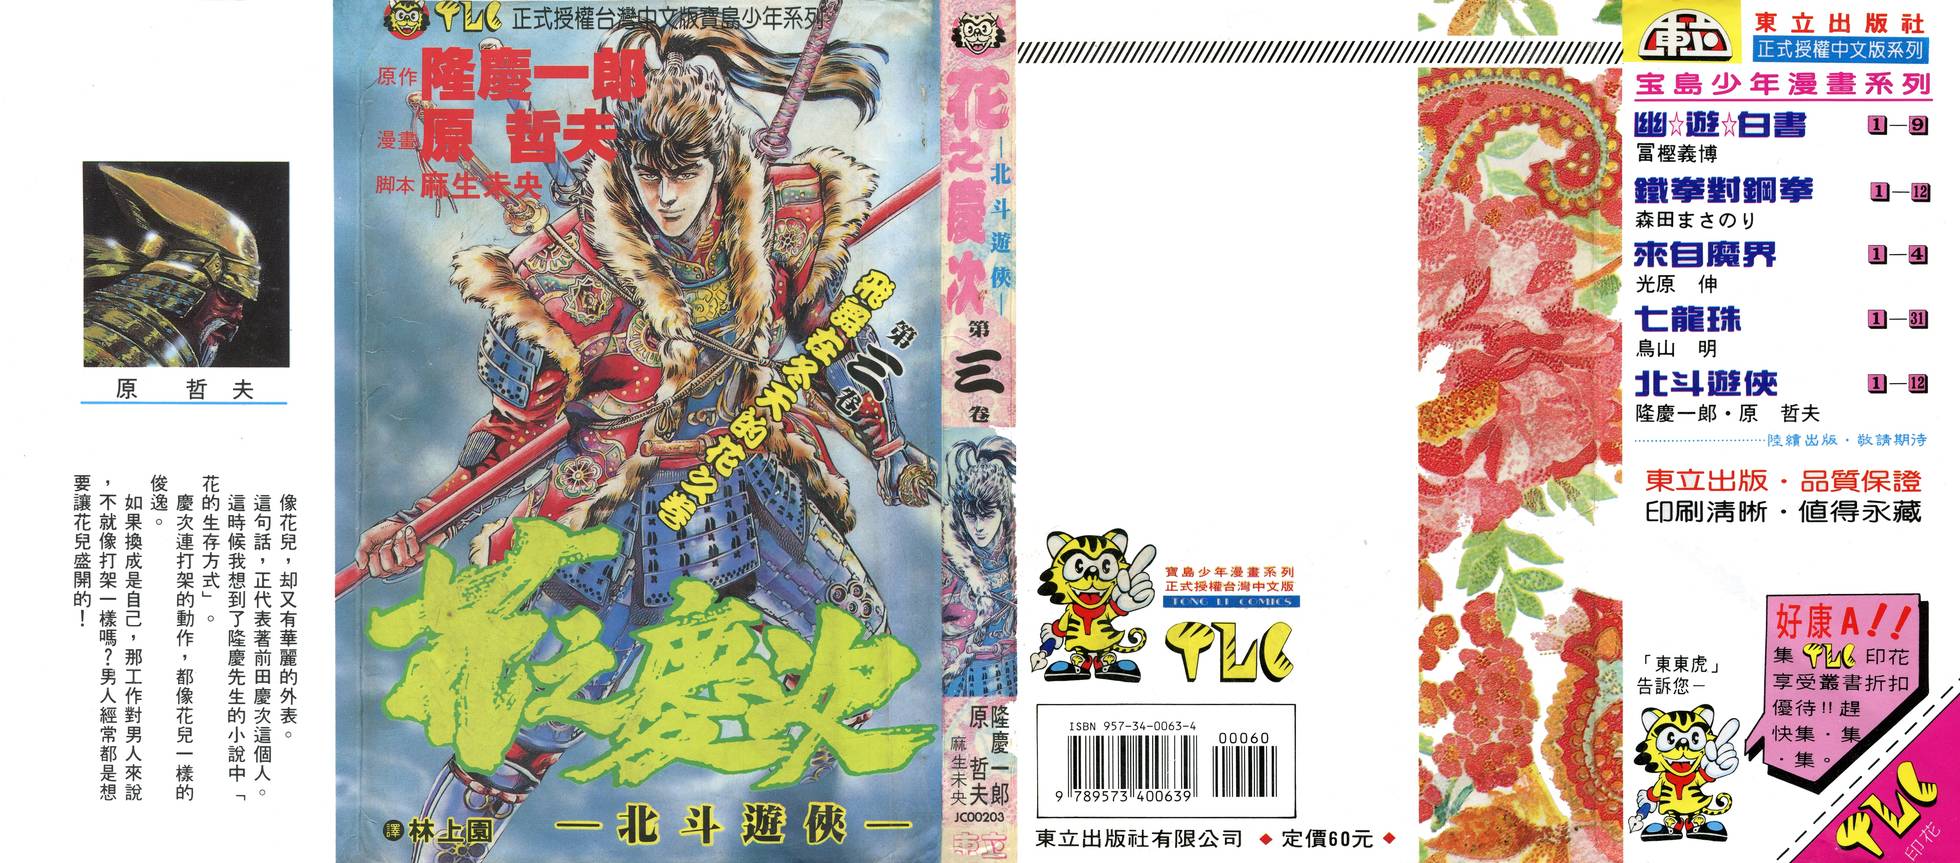 原　哲夫
像花兒，却又有華麗的外表。
這句話，正代表著前田慶次這個人。
這時候我想到了隆慶先生的小說中「
花的生存方式」。
慶次連打架的動作，都像花兒一樣的
俊逸。
如果換成是自己，那工作對男人來說
，不就像打架一樣嗎？男人經常都是想
要讓花兒盛開的！
TLC 正式授權台灣中文版寶島少年系列
原作 隆慶一郎
漫畫 原 哲夫
脚本 麻生未央
第三卷
飛翔在冬天的花之卷
花之慶次
—北斗遊俠—
譯 林上園
花之慶次
—北斗遊俠—
第三卷
隆慶一郎
原哲夫
麻生未央
JC00203
東立
寶島少年漫畫系列
正式授權台灣中文版
TONG LI COMICS
TLC
ISBN 957-34-0063-4
00060
9 789573 400639
東立出版社有限公司 ◆ 定價60元 ◆
東立
東立出版社
正式授權中文版系列
宝島少年漫畫系列
幽☆遊☆白書 1—9
冨樫義博
鐵拳對鋼拳 1—12
森田まさのり
來自魔界 1—4
光原　伸
七龍珠 1—31
鳥山　明
北斗遊俠 1—12
隆慶一郎・原　哲夫
陸續出版・敬請期待
東立出版・品質保證
印刷清晰・値得永藏
「東東虎」
告訴您—
好康A!!
集 TLC 印花
享受叢書折扣
優待!!趕
快集・集
・集。
TLC
印花